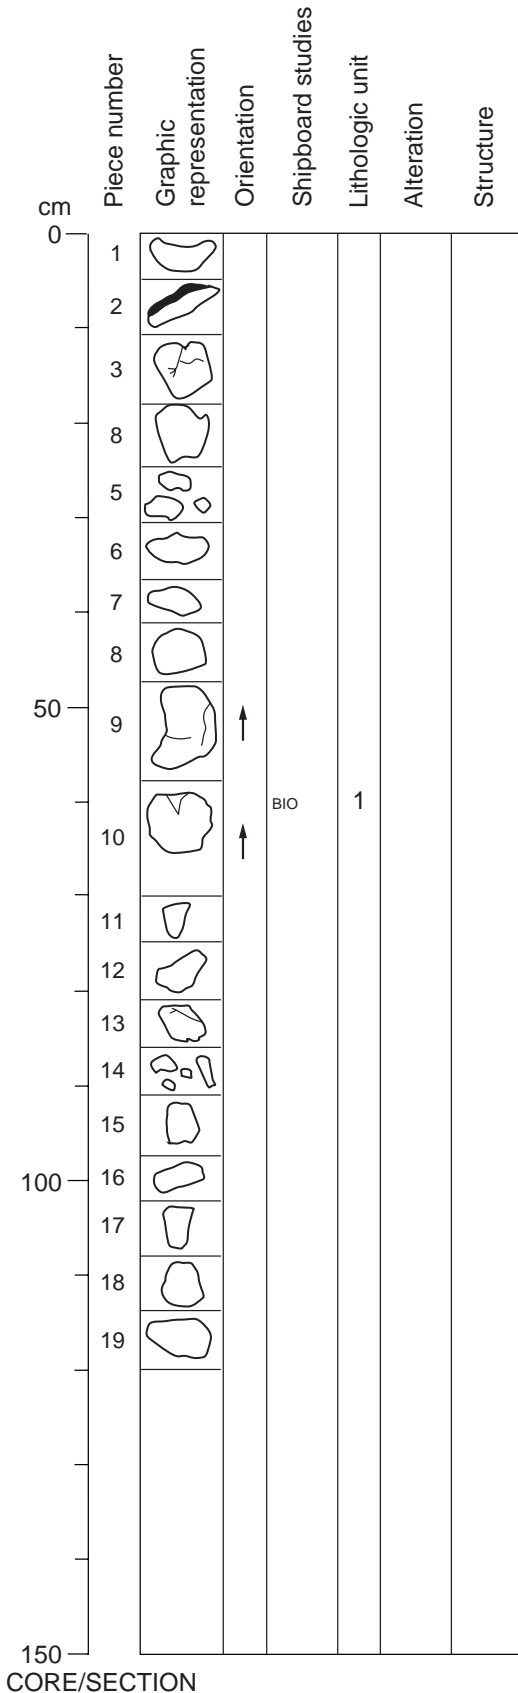 cm
Piece number
Graphic
representation
Orientation
Shipboard studies
Lithologic unit
Alteration
Structure
0
1
2
3
8
5
6
7
8
50
9
BIO
1
10
11
12
13
14
15
100
16
17
18
19
150
CORE/SECTION